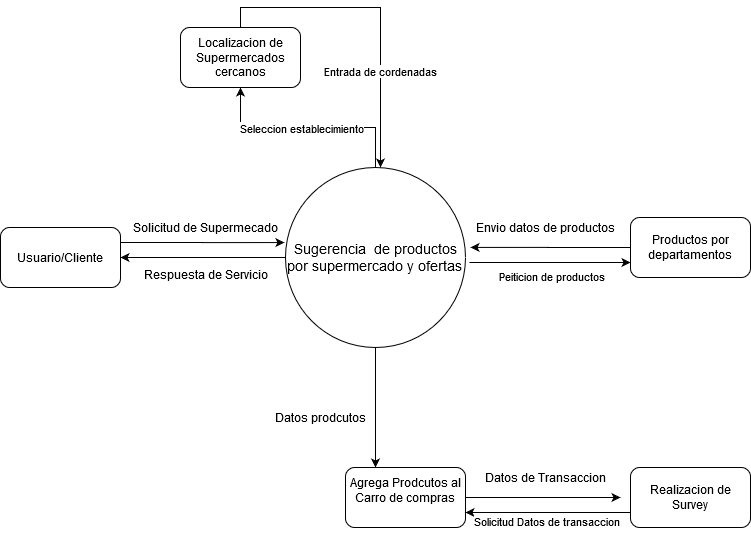 Localizacion de
Supermercados
cercanos
Entrada de cordenadas
Seleccion establecimiento
Solicitud de Supermecado
Usuario/Cliente
Respuesta de Servicio
Sugerencia de productos
por supermercado y ofertas
Envio datos de productos
Productos por
departamentos
Peiticion de productos
Datos prodcutos
Agrega Prodcutos al
Carro de compras
Datos de Transaccion
Solicitud Datos de transaccion
Realizacion de
Survey